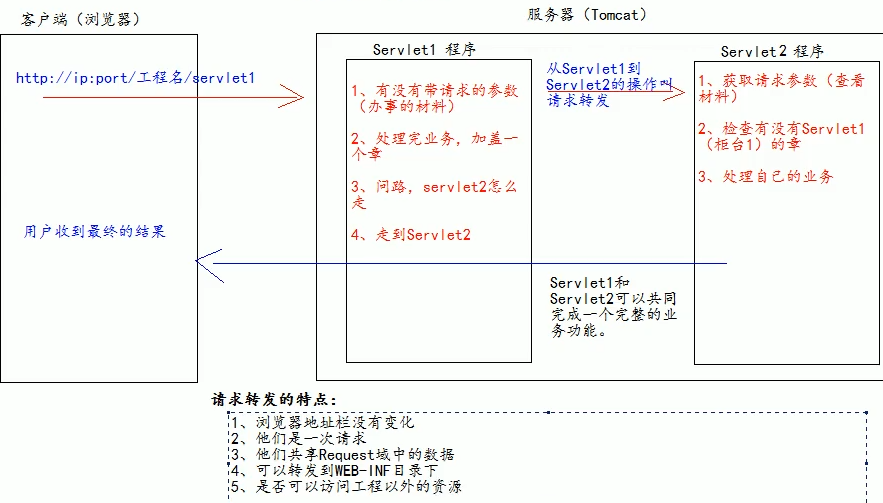 客户端（浏览器）
服务器（Tomcat）
http://ip:port/工程名/servlet1
用户收到最终的结果
Servlet1 程序
1、有没有带请求的参数
（办事的材料）
2、处理完业务，加盖一
个章
3、问路，servlet2怎么
走
4、走到Servlet2
从Servlet1到
Servlet2的操作叫
请求转发
Servlet2 程序
1、获取请求参数（查看
材料）
2、检查有没有Servlet1
（柜台1）的章
3、处理自己的业务
Servlet1和
Servlet2可以共同
完成一个完整的业
务功能。
请求转发的特点：
1、浏览器地址栏没有变化
2、他们是一次请求
3、他们共享Request域中的数据
4、可以转发到WEB-INF目录下
5、是否可以访问工程以外的资源